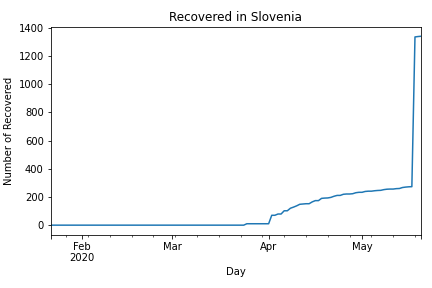 Recovered in Slovenia
Number of Recovered
1400
1200
1000
800
600
400
200
0
Feb
2020
Mar
Apr
May
Day